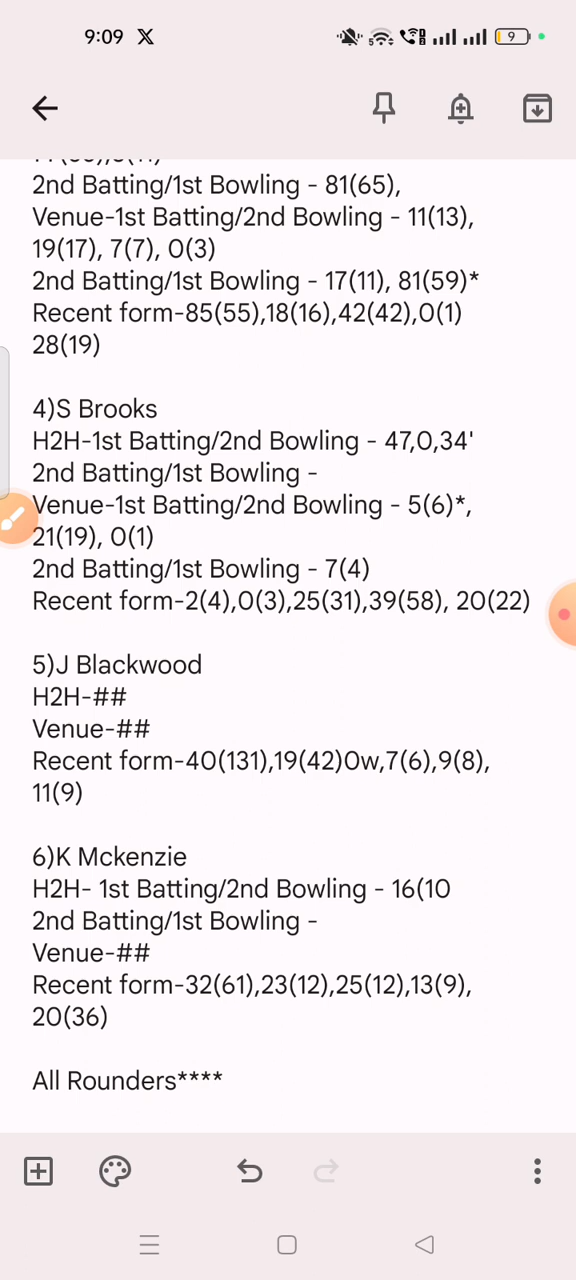 9:09 X
9
2nd Batting/1st Bowling - 81(65),
Venue-1st Batting/2nd Bowling - 11(13),
19(17), 7(7), 0(3)
2nd Batting/1st Bowling - 17(11), 81(59)*
Recent form-85(55),18(16),42(42),0(1)
28(19)
4)S Brooks
H2H-1st Batting/2nd Bowling - 47,0,34'
2nd Batting/1st Bowling -
Venue-1st Batting/2nd Bowling - 5(6)*,
21(19), 0(1)
2nd Batting/1st Bowling - 7(4)
Recent form-2(4),0(3),25(31),39(58), 20(22)
5)J Blackwood
H2H-##
Venue-##
Recent form-40(131),19(42)0w,7(6),9(8),
11(9)
6)K Mckenzie
H2H- 1st Batting/2nd Bowling - 16(10
2nd Batting/1st Bowling -
Venue-##
Recent form-32(61),23(12),25(12),13(9),
20(36)
All Rounders****